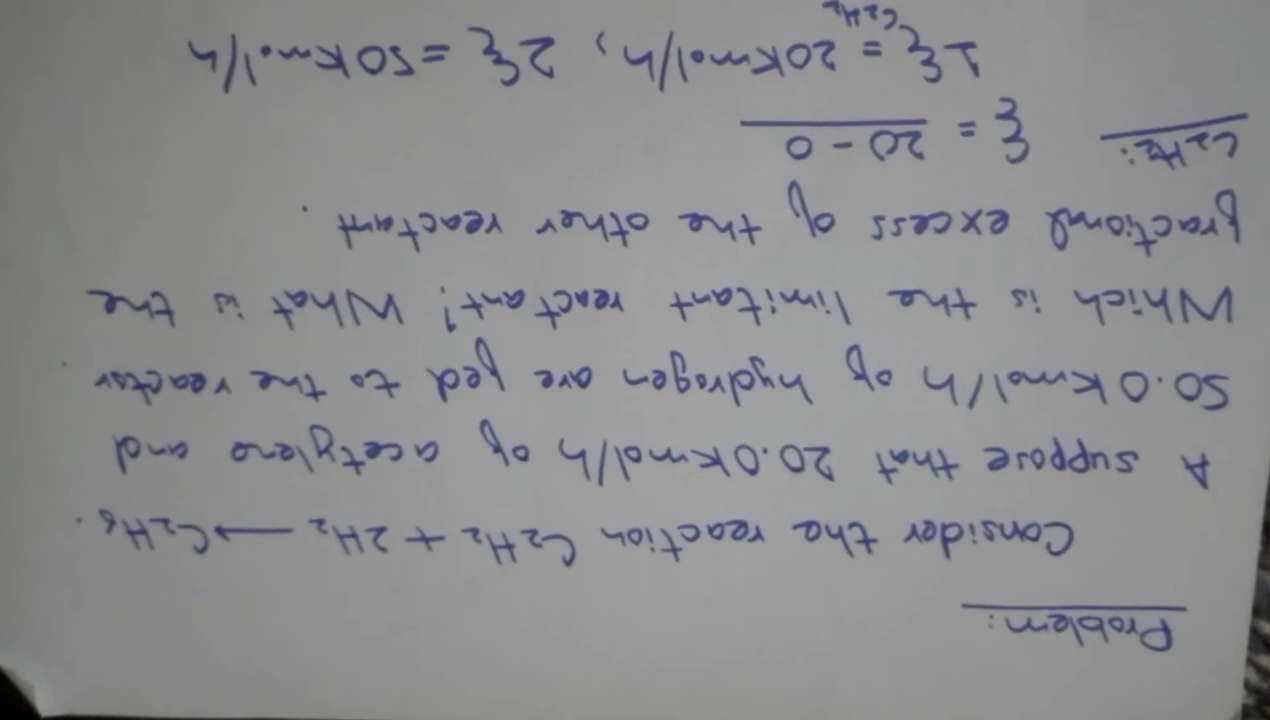 Problem:
Consider the reaction C₂H₂ + 2H₂ → C₂H₆.
A suppose that 20.0 Kmol/h of acetylene and
50.0 Kmol/h of hydrogen are fed to the reactor
Which is the limitant reactant? What is the
fractional excess of the other reactant.
C₂H₂: ξ = 20 - 0
1ξ = 20 Kmol/h, 2ξ = 50 Kmol/h
C₂H₂